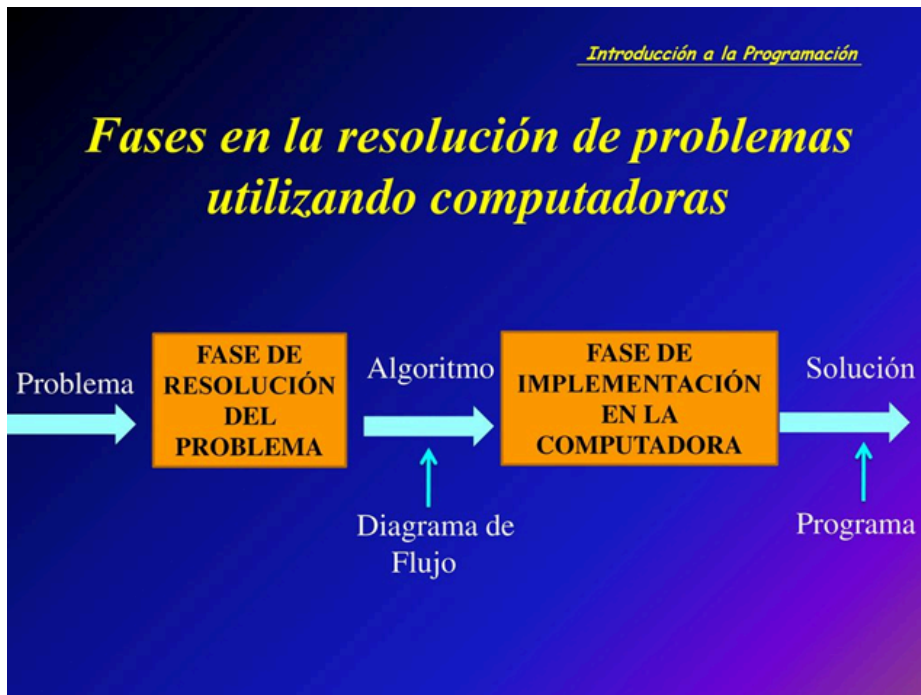 Introducción a la Programación
Fases en la resolución de problemas
utilizando computadoras
Problema
FASE DE
RESOLUCIÓN
DEL
PROBLEMA
Algoritmo
Diagrama de
Flujo
FASE DE
IMPLEMENTACIÓN
EN LA
COMPUTADORA
Solución
Programa